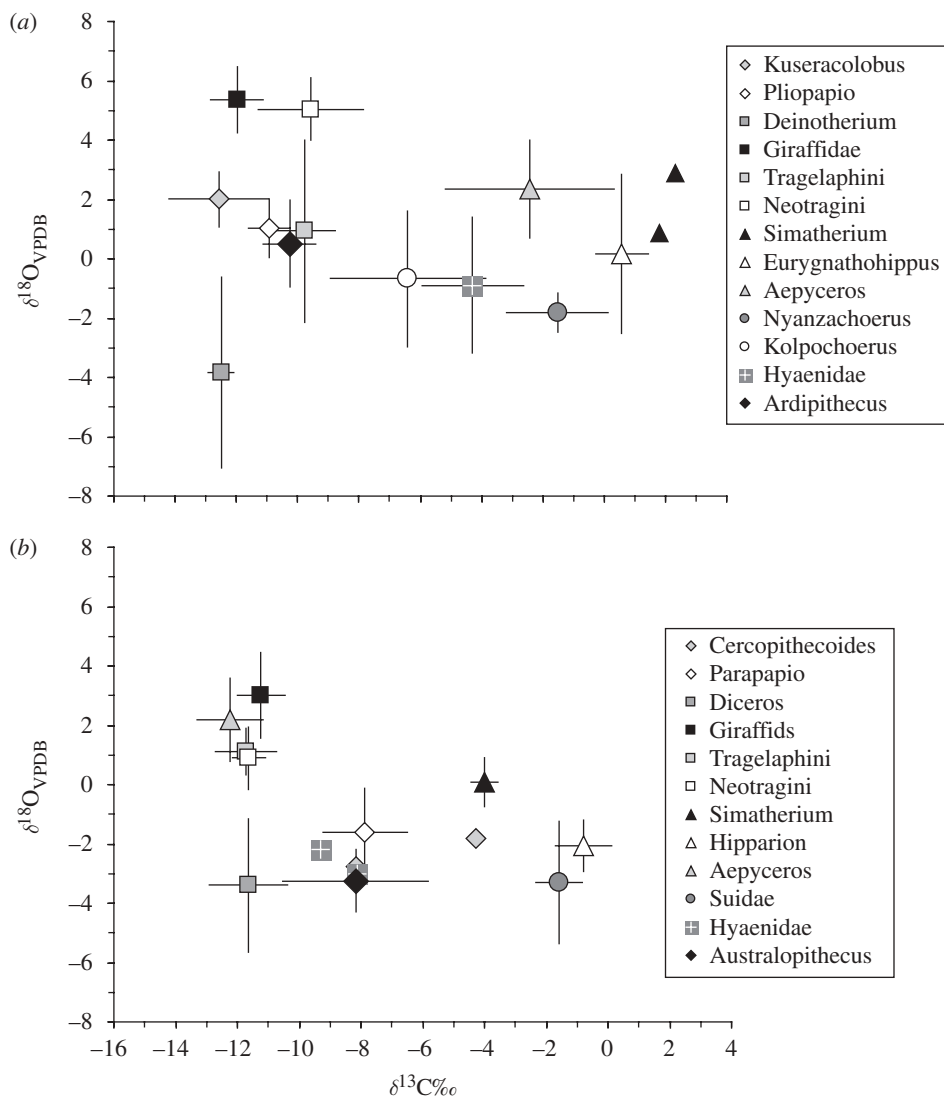 (a)
8
6
4
2
0
–2
–4
–6
–8
δ18OVPDB
Kuseracolobus
Pliopapio
Deinotherium
Giraffidae
Tragelaphini
Neotragini
Simatherium
Eurygnathohippus
Aepyceros
Nyanzachoerus
Kolpochoerus
Hyaenidae
Ardipithecus
(b)
8
6
4
2
0
–2
–4
–6
–8
δ18OVPDB
Cercopithecoides
Parapapio
Diceros
Giraffids
Tragelaphini
Neotragini
Simatherium
Hipparion
Aepyceros
Suidae
Hyaenidae
Australopithecus
–16 –14 –12 –10 –8 –6 –4 –2 0 2 4
δ13C‰